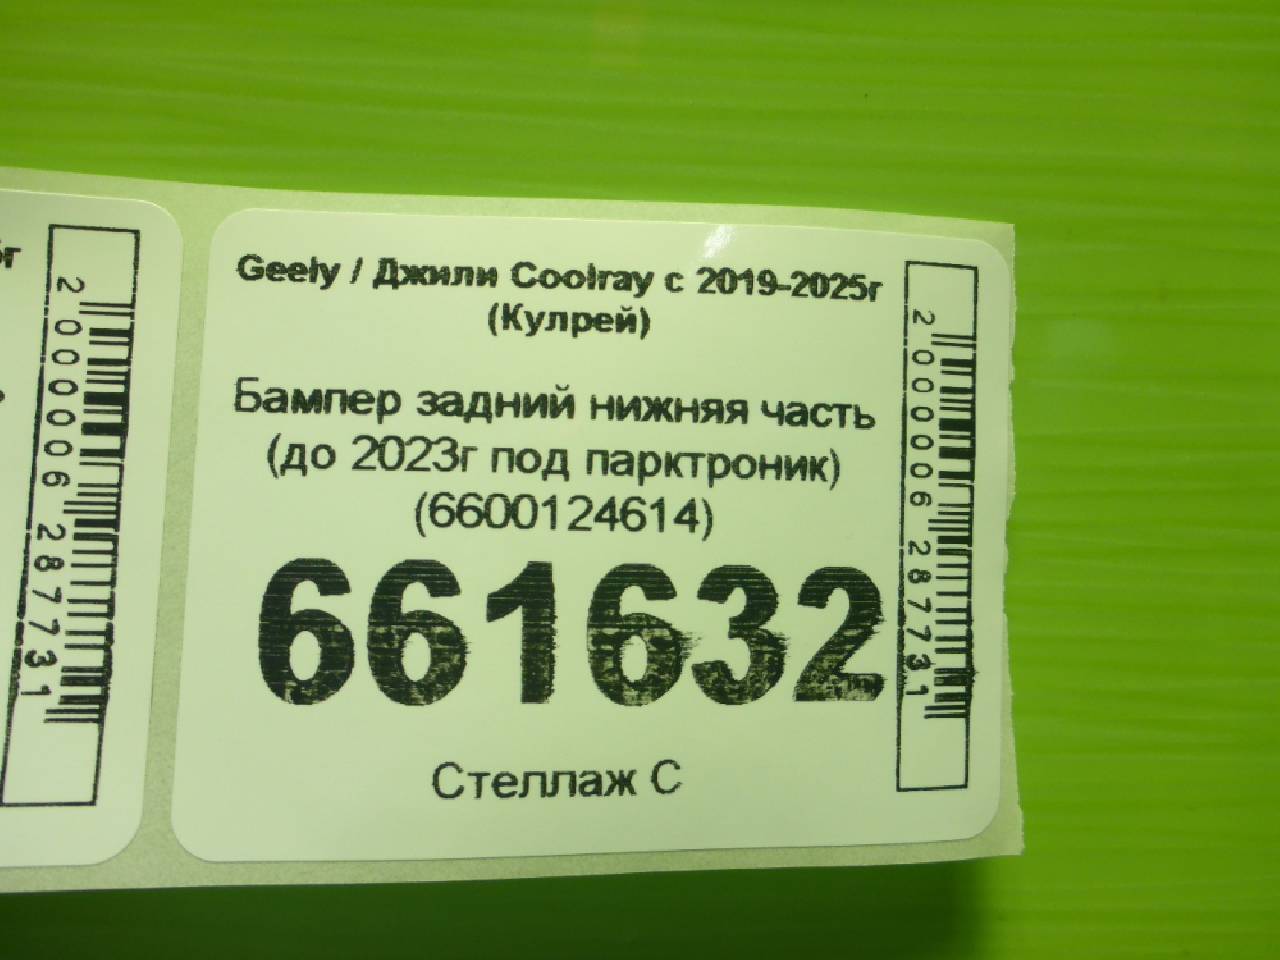 Geely / Джили Coolray с 2019-2025г
(Кулрей)
Бампер задний нижняя часть
(до 2023г под парктроник)
(6600124614)
661632
Стеллаж С
2000006287731
2000006287731